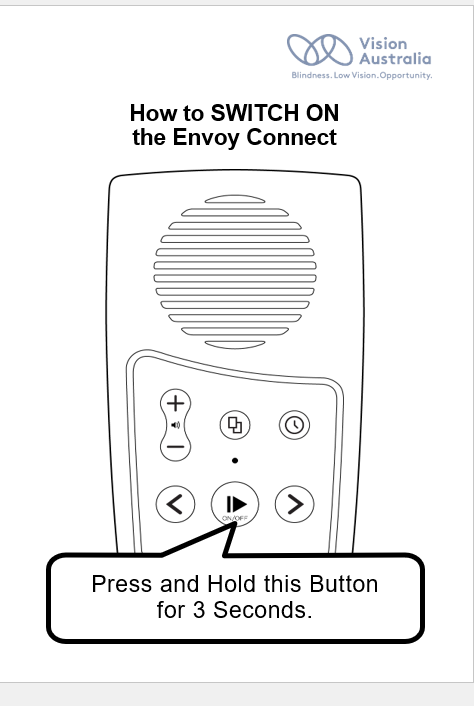 Vision
Australia
Blindness. Low Vision. Opportunity.
How to SWITCH ON
the Envoy Connect
ON/OFF
Press and Hold this Button
for 3 Seconds.